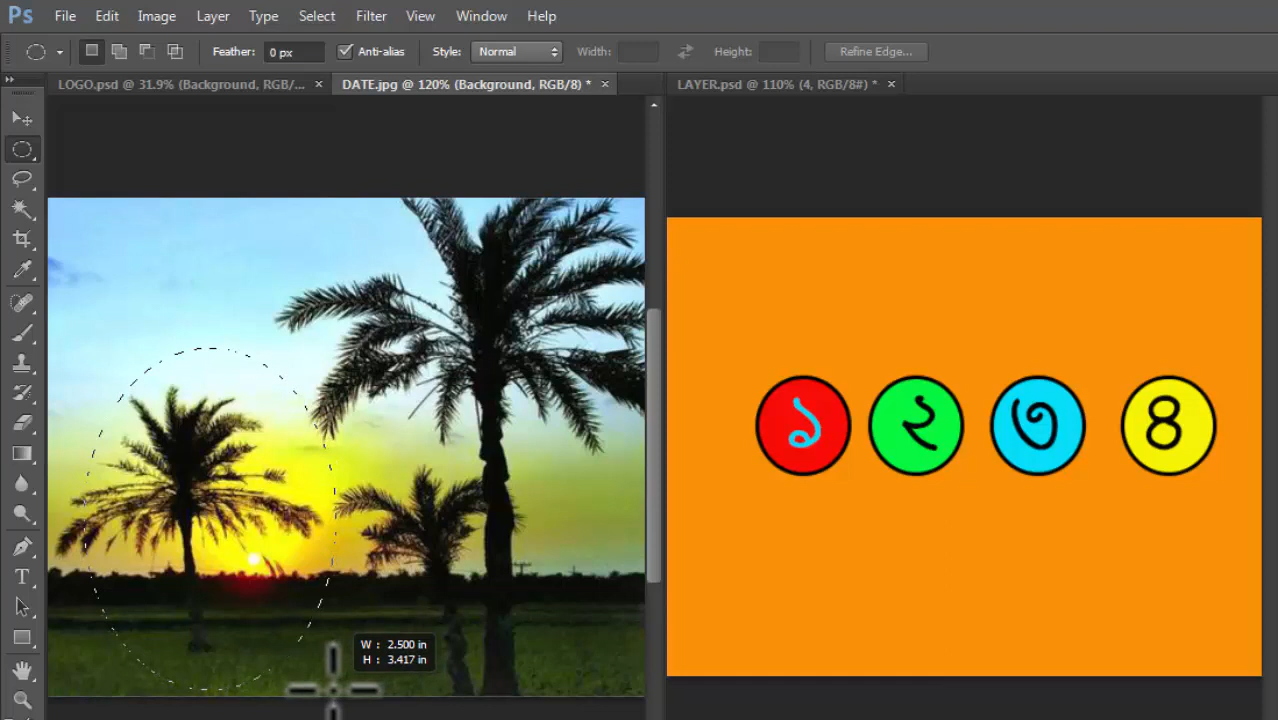 Ps File Edit Image Layer Type Select Filter View Window Help
Feather: 0 px Anti-alias Style: Normal Width: Height: Refine Edge...
LOGO.psd @ 31.9% (Background, RGB/... × DATE.jpg @ 120% (Background, RGB/8) * × LAYER.psd @ 110% (4, RGB/8#) * ×
১ ২ ৩ 8
W : 2.500 in
H : 3.417 in
T